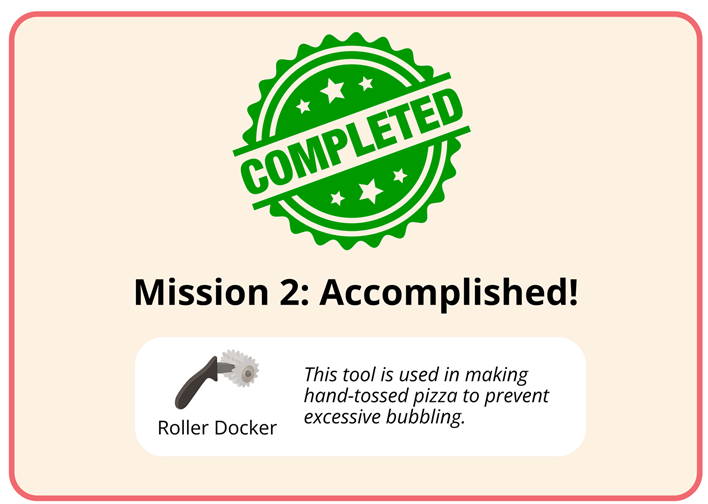 COMPLETED
Mission 2: Accomplished!
This tool is used in making
hand-tossed pizza to prevent
excessive bubbling.
Roller Docker